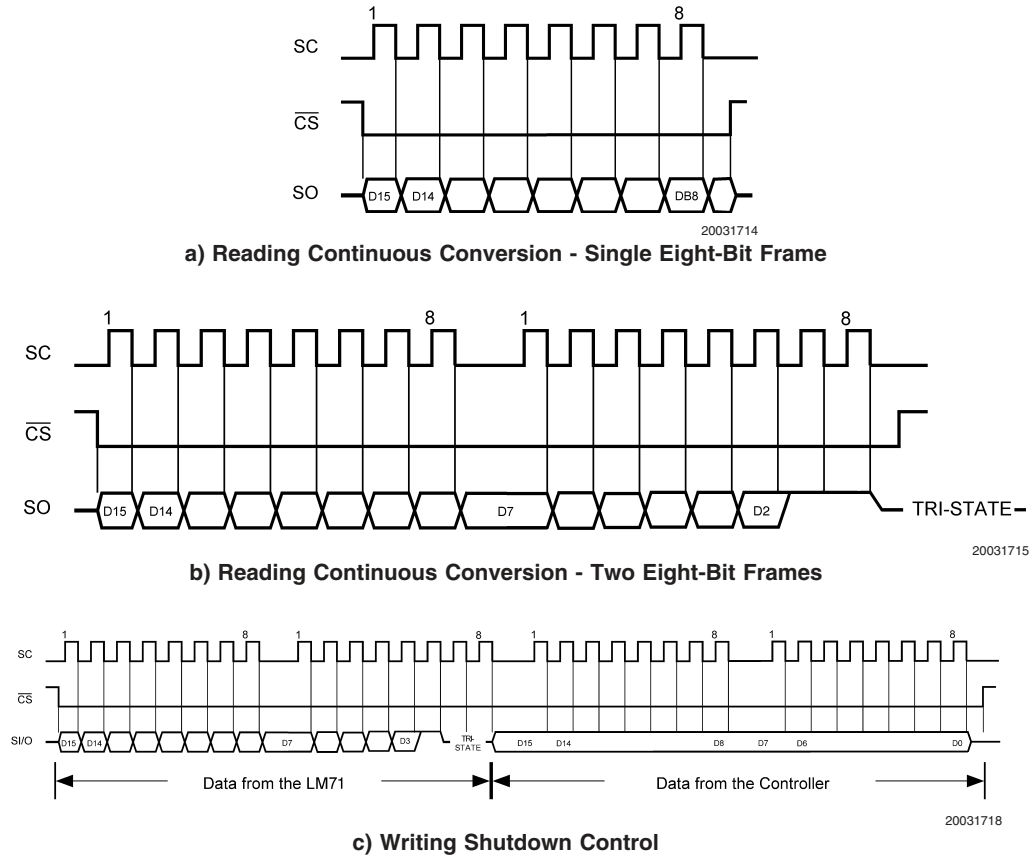 1 8
SC
CS
SO D15 D14 DB8
20031714
a) Reading Continuous Conversion - Single Eight-Bit Frame
1 8 1 8
SC
CS
SO D15 D14 D7 D2 TRI-STATE
20031715
b) Reading Continuous Conversion - Two Eight-Bit Frames
1 8 1 8 1 8 1 8
SC
CS
SI/O D15 D14 D7 D3 TRI-STATE D15 D14 D8 D7 D6 D0
Data from the LM71 Data from the Controller
20031718
c) Writing Shutdown Control